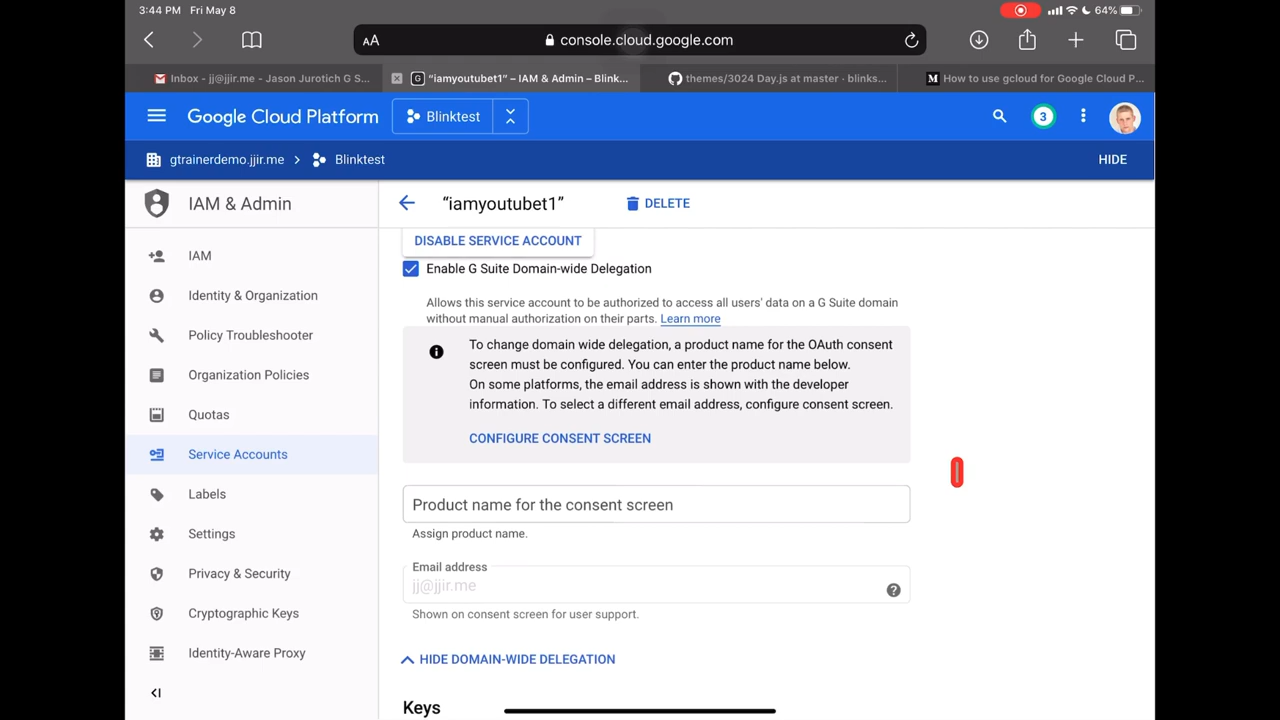 3:44 PM Fri May 8
64%
AA console.cloud.google.com
Inbox - jj@jjir.me - Jason Jurotich G S...
G "iamyoutubet1" – IAM & Admin – Blink...
themes/3024 Day.js at master · blinks...
M How to use gcloud for Google Cloud P...
Google Cloud Platform
Blinktest
3
gtrainerdemo.jjir.me
Blinktest
HIDE
IAM & Admin
"iamyoutubet1"
DELETE
IAM
Identity & Organization
Policy Troubleshooter
Organization Policies
Quotas
Service Accounts
Labels
Settings
Privacy & Security
Cryptographic Keys
Identity-Aware Proxy
DISABLE SERVICE ACCOUNT
Enable G Suite Domain-wide Delegation
Allows this service account to be authorized to access all users' data on a G Suite domain
without manual authorization on their parts. Learn more
To change domain wide delegation, a product name for the OAuth consent
screen must be configured. You can enter the product name below.
On some platforms, the email address is shown with the developer
information. To select a different email address, configure consent screen.
CONFIGURE CONSENT SCREEN
Product name for the consent screen
Assign product name.
Email address
jj@jjir.me
Shown on consent screen for user support.
HIDE DOMAIN-WIDE DELEGATION
Keys